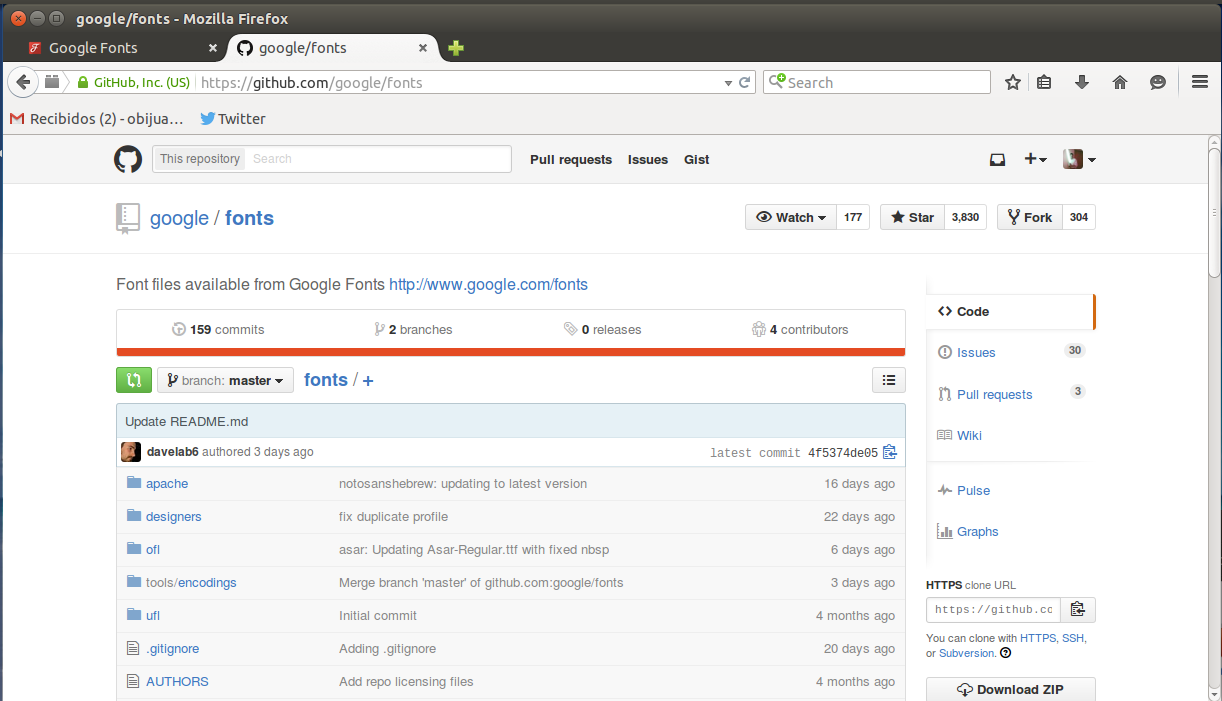 google/fonts - Mozilla Firefox
Google Fonts
google/fonts
GitHub, Inc. (US) https://github.com/google/fonts
Search
Recibidos (2) - obijua...
Twitter
This repository Search
Pull requests Issues Gist
google / fonts
Watch 177 Star 3,830 Fork 304
Font files available from Google Fonts http://www.google.com/fonts
159 commits 2 branches 0 releases 4 contributors
branch: master fonts / +
Update README.md
davelab6 authored 3 days ago latest commit 4f5374de05
apache notosanshebrew: updating to latest version 16 days ago
designers fix duplicate profile 22 days ago
ofl asar: Updating Asar-Regular.ttf with fixed nbsp 6 days ago
tools/encodings Merge branch 'master' of github.com:google/fonts 3 days ago
ufl Initial commit 4 months ago
.gitignore Adding .gitignore 20 days ago
AUTHORS Add repo licensing files 4 months ago
Code
Issues 30
Pull requests 3
Wiki
Pulse
Graphs
HTTPS clone URL
https://github.cc
You can clone with HTTPS, SSH,
or Subversion.
Download ZIP